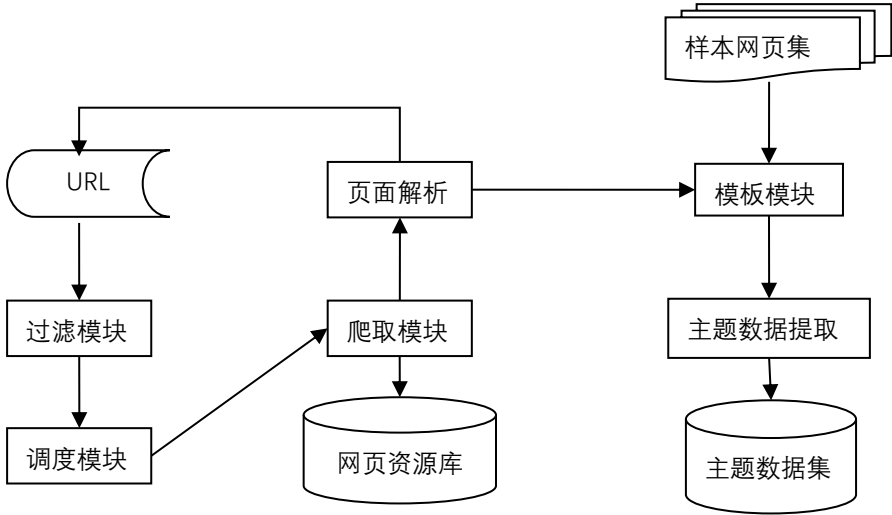 样本网页集
URL
页面解析
模板模块
过滤模块
爬取模块
主题数据提取
调度模块
网页资源库
主题数据集